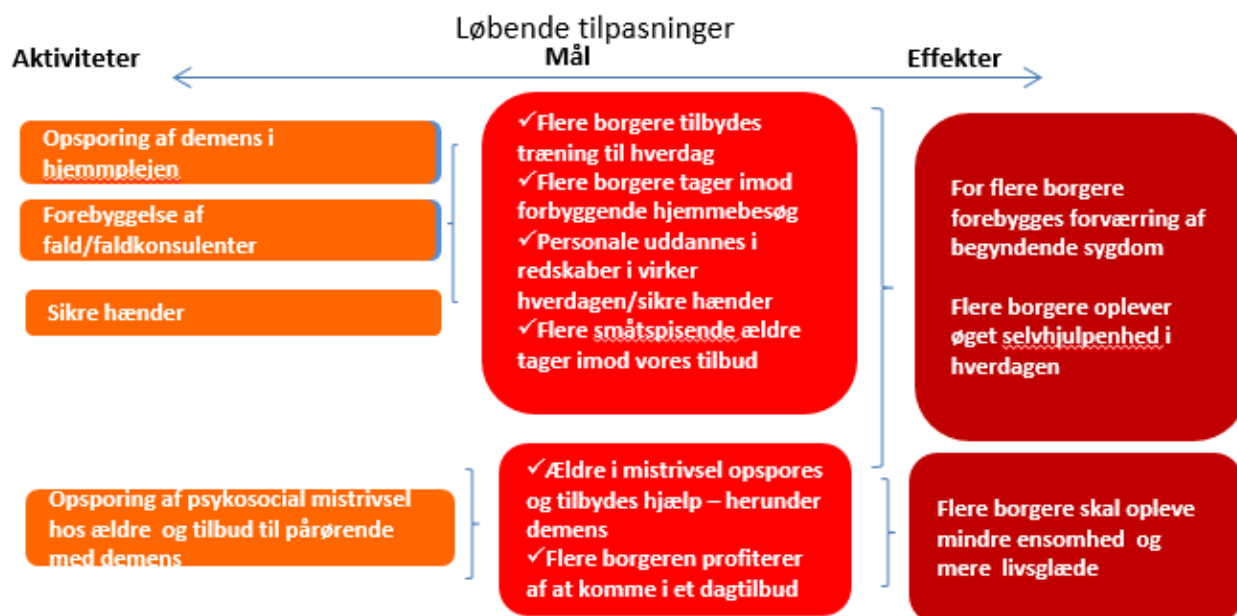 Løbende tilpasninger
Aktiviteter
Mål
Effekter
Opsporing af demens i
hjemmplejen
Forebyggelse af
fald/faldkonsulenter
Sikre hænder
✓Flere borgere tilbydes
træning til hverdag
✓Flere borgere tager imod
forbyggende hjemmebesøg
✓Personale uddannes i
redskaber i virker
hverdagen/sikre hænder
✓Flere småtspisende ældre
tager imod vores tilbud
For flere borgere
forebygges forværring af
begyndende sygdom
Flere borgere oplever
øget selvhjulpenhed i
hverdagen
Opsporing af psykosocial mistrivsel
hos ældre og tilbud til pårørende
med demens
✓Ældre i mistrivsel opspores
og tilbydes hjælp – herunder
demens
✓Flere borgeren profiterer
af at komme i et dagtilbud
Flere borgere skal opleve
mindre ensomhed og
mere livsglæde